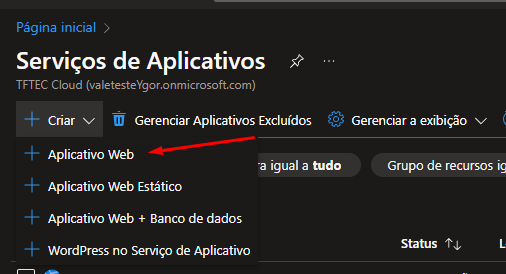 Página inicial >
Serviços de Aplicativos
TFTEC Cloud (valetesteYgor.onmicrosoft.com)
Criar
Gerenciar Aplicativos Excluídos
Gerenciar a exibição
Aplicativo Web
ra igual a tudo
Grupo de recursos ig
Aplicativo Web Estático
Aplicativo Web + Banco de dados
Status
WordPress no Serviço de Aplicativo